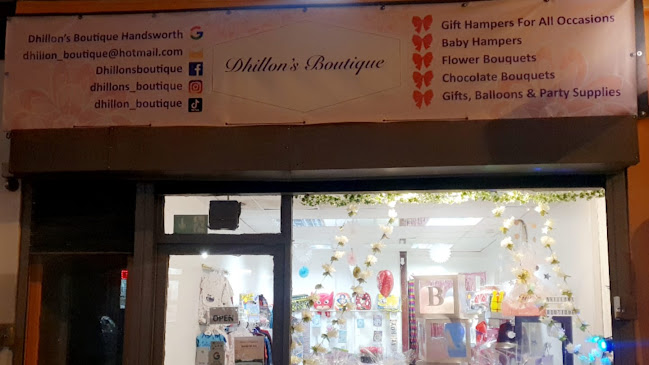 Dhillon's Boutique Handsworth
dhillon_boutique@hotmail.com
Dhillonsboutique
dhillons_boutique
dhillon_boutique
Dhillon's Boutique
Gift Hampers For All Occasions
Baby Hampers
Flower Bouquets
Chocolate Bouquets
Gifts, Balloons & Party Supplies
OPEN
B